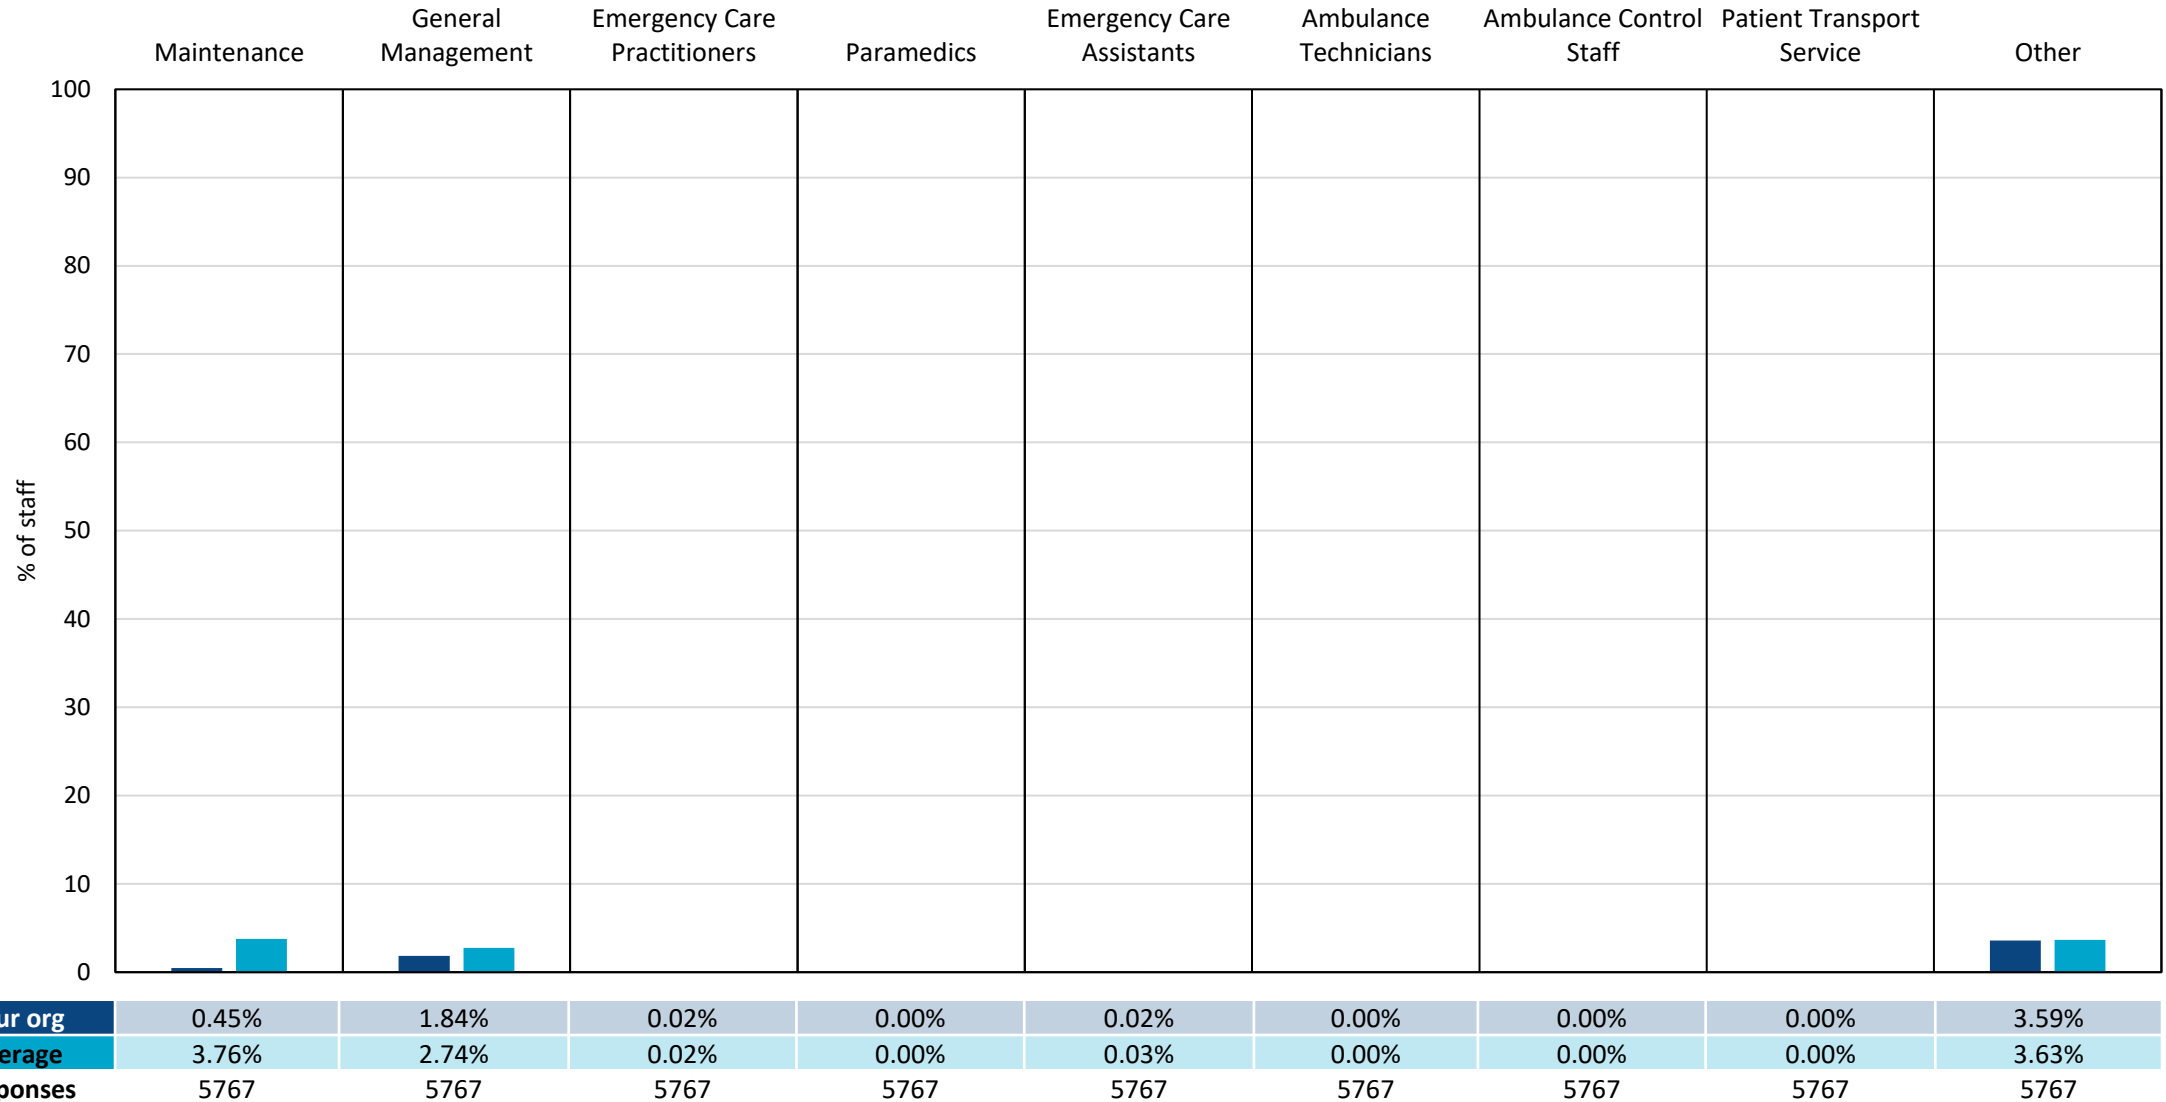 Maintenance
General
Management
Emergency Care
Practitioners
Paramedics
Emergency Care
Assistants
Ambulance
Technicians
Ambulance Control
Staff
Patient Transport
Service
Other
% of staff
100
90
80
70
60
50
40
30
20
10
0
ur org 0.45% 1.84% 0.02% 0.00% 0.02% 0.00% 0.00% 0.00% 3.59%
erage 3.76% 2.74% 0.02% 0.00% 0.03% 0.00% 0.00% 0.00% 3.63%
ponses 5767 5767 5767 5767 5767 5767 5767 5767 5767